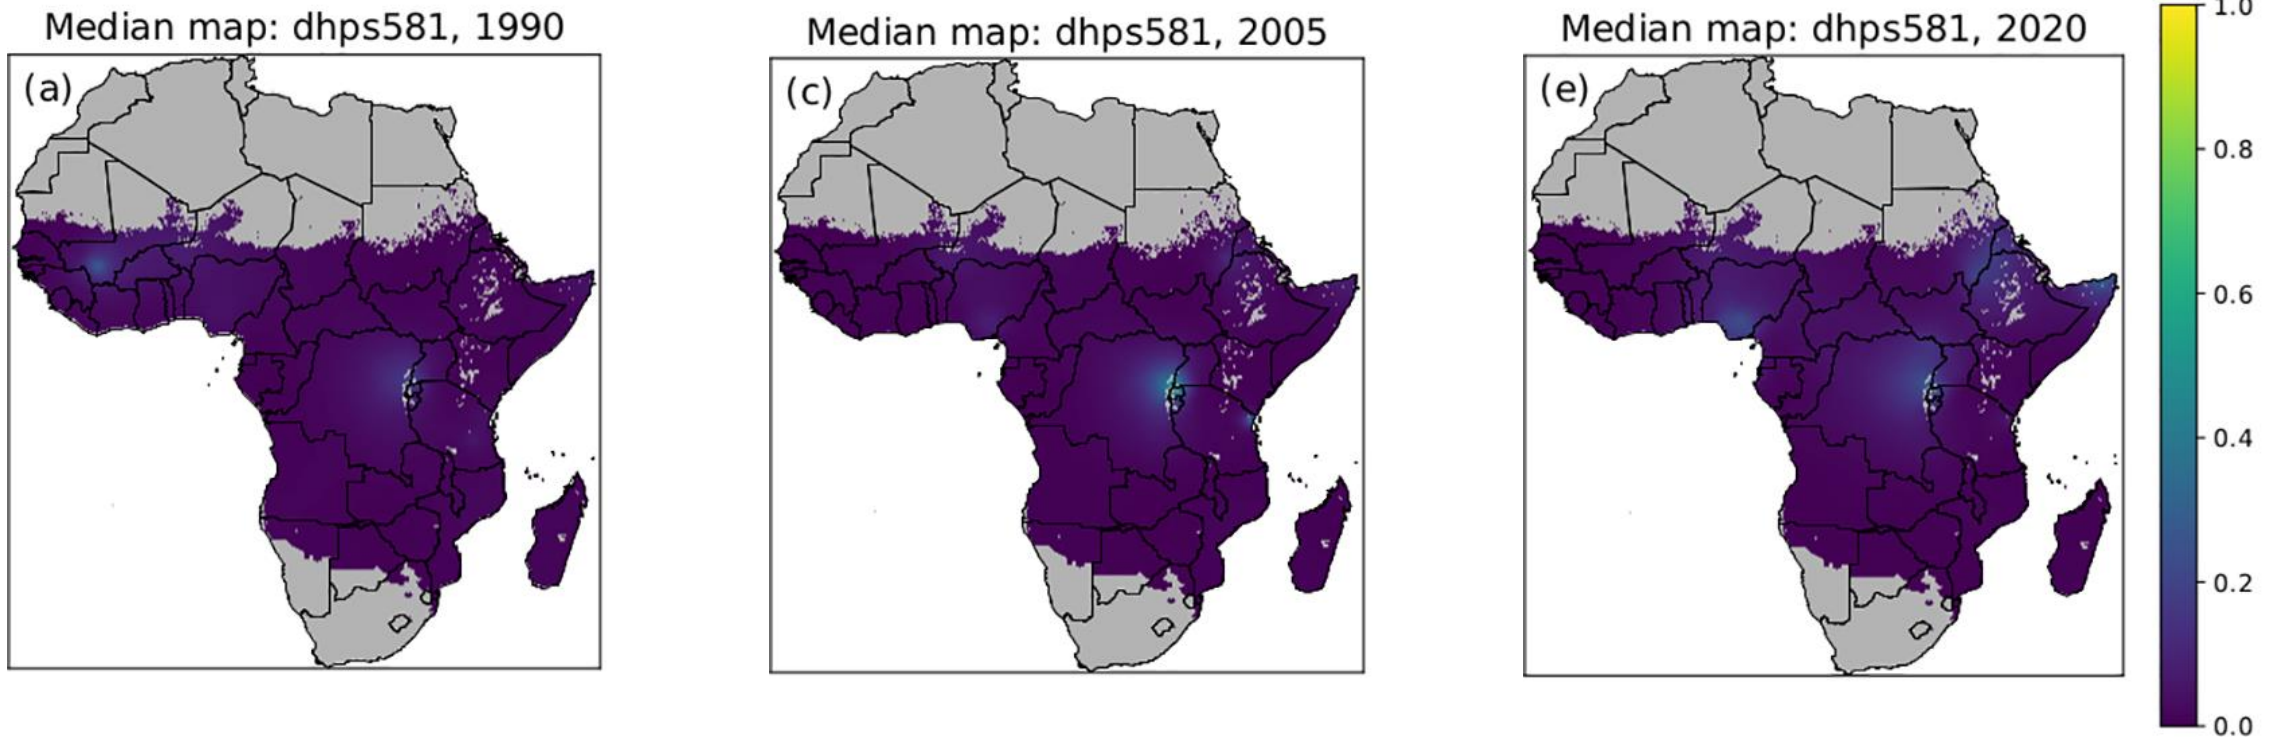 Median map: dhps581, 1990
Median map: dhps581, 2005
Median map: dhps581, 2020
(a)
(c)
(e)
1.0
0.8
0.6
0.4
0.2
0.0